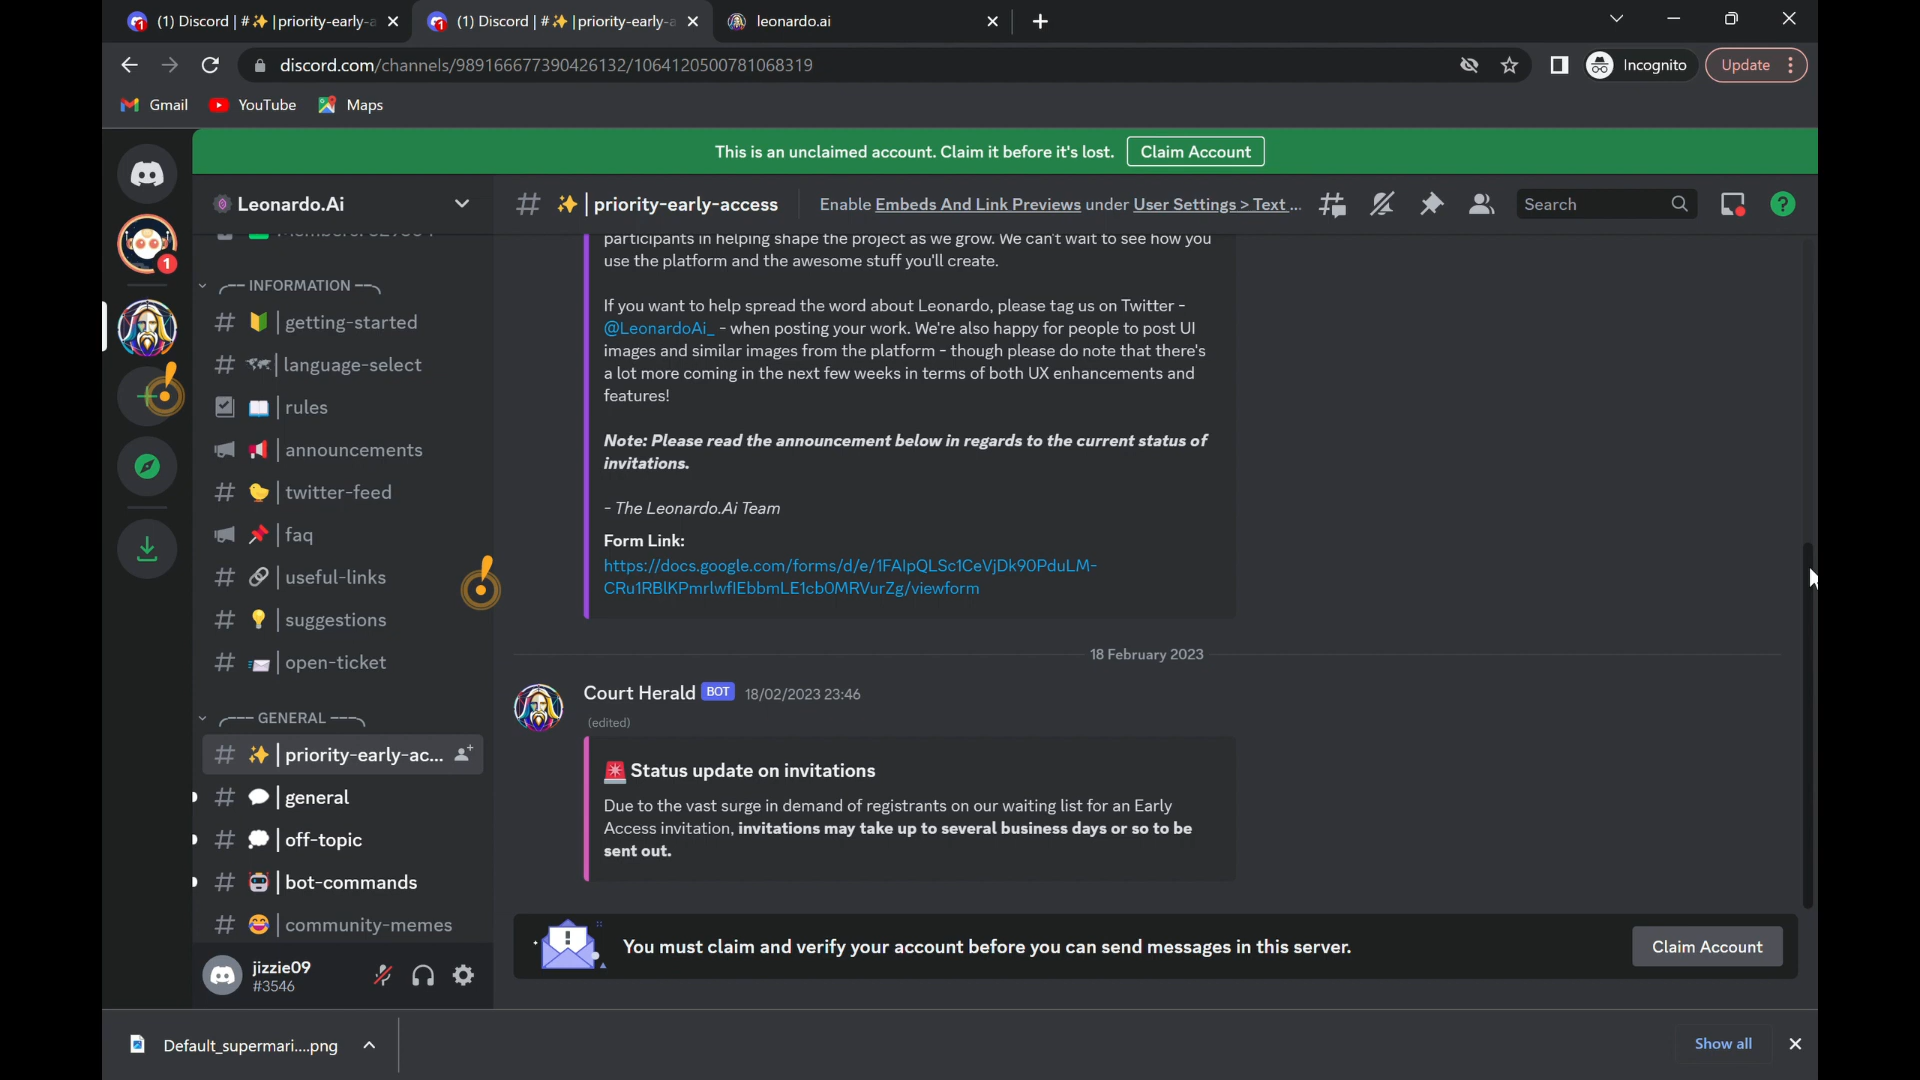 (1) Discord | #✨ | priority-early-a
(1) Discord | #✨ | priority-early-a
leonardo.ai
discord.com/channels/989166677390426132/1064120500781068319
Incognito
Update
Gmail
YouTube
Maps
This is an unclaimed account. Claim it before it's lost.
Claim Account
Leonardo.Ai
# ✨ | priority-early-access
Enable Embeds And Link Previews under User Settings > Text ...
Search
1
INFORMATION
# 🔰 | getting-started
# 🗺 | language-select
📖 | rules
📢 | announcements
# 🐤 | twitter-feed
📌 | faq
# 🔗 | useful-links
# 💡 | suggestions
# 📨 | open-ticket
GENERAL
# ✨ | priority-early-ac...
# 💬 | general
# 💭 | off-topic
# 🤖 | bot-commands
# 😂 | community-memes
jizzie09
#3546
participants in helping shape the project as we grow. We can't wait to see how you
use the platform and the awesome stuff you'll create.
If you want to help spread the word about Leonardo, please tag us on Twitter -
@LeonardoAi_ - when posting your work. We're also happy for people to post UI
images and similar images from the platform - though please do note that there's
a lot more coming in the next few weeks in terms of both UX enhancements and
features!
Note: Please read the announcement below in regards to the current status of
invitations.
- The Leonardo.Ai Team
Form Link:
https://docs.google.com/forms/d/e/1FAIpQLSc1CeVjDk90PduLM-
CRu1RBlKPmrlwflEbbmLE1cb0MRVurZg/viewform
18 February 2023
Court Herald BOT 18/02/2023 23:46
(edited)
🚨 Status update on invitations
Due to the vast surge in demand of registrants on our waiting list for an Early
Access invitation, invitations may take up to several business days or so to be
sent out.
You must claim and verify your account before you can send messages in this server.
Claim Account
Default_supermari....png
Show all